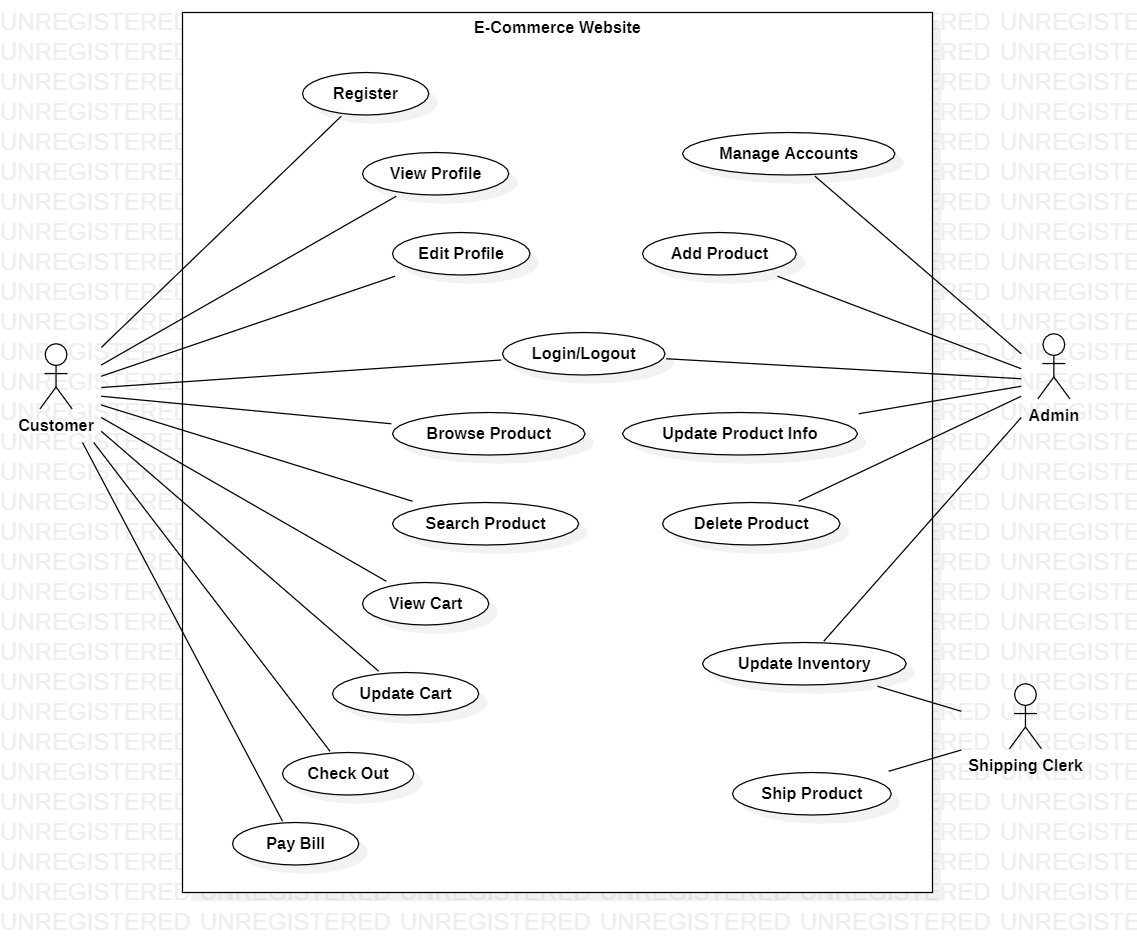 E-Commerce Website
Register
View Profile
Manage Accounts
Edit Profile
Add Product
Login/Logout
Customer
Admin
Browse Product
Update Product Info
Search Product
Delete Product
View Cart
Update Inventory
Update Cart
Shipping Clerk
Check Out
Ship Product
Pay Bill
UNREGISTERED UNREGISTERED UNREGISTERED UNREGISTERED UNREGISTERED UNREGISTE